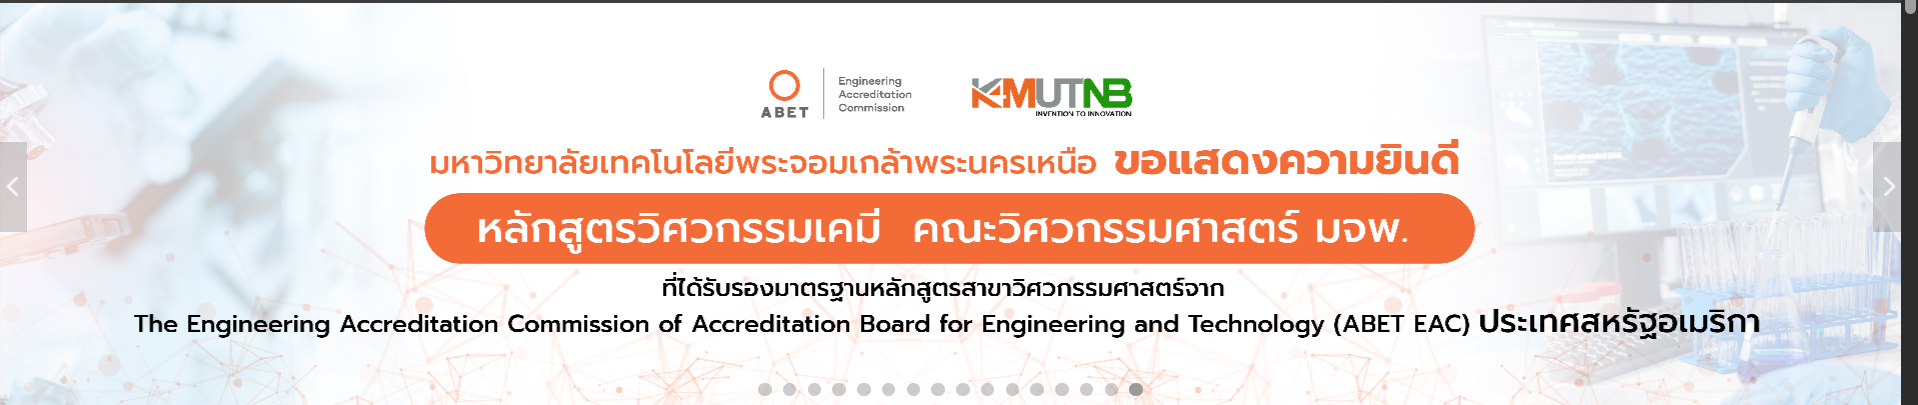 ABET
Engineering
Accreditation
Commission
KMUTNB
INVENTION TO INNOVATION
มหาวิทยาลัยเทคโนโลยีพระจอมเกล้าพระนครเหนือ ขอแสดงความยินดี
หลักสูตรวิศวกรรมเคมี คณะวิศวกรรมศาสตร์ มจพ.
ที่ได้รับรองมาตรฐานหลักสูตรสาขาวิศวกรรมศาสตร์จาก
The Engineering Accreditation Commission of Accreditation Board for Engineering and Technology (ABET EAC) ประเทศสหรัฐอเมริกา